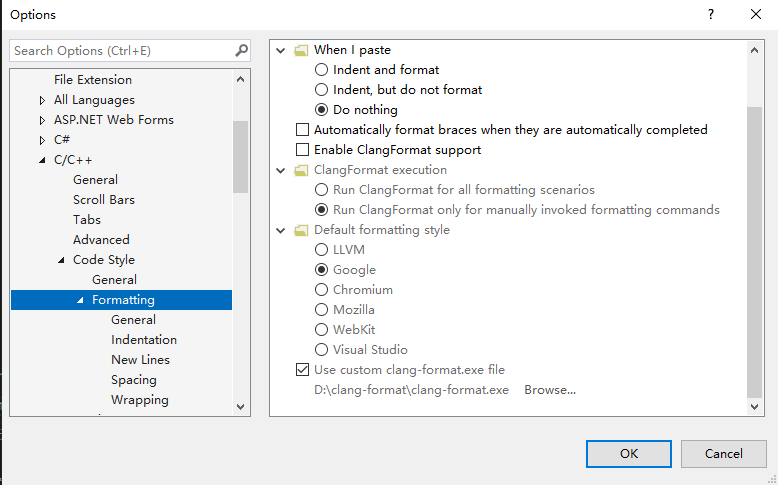 Options
?
Search Options (Ctrl+E)
File Extension
All Languages
ASP.NET Web Forms
C#
C/C++
General
Scroll Bars
Tabs
Advanced
Code Style
General
Formatting
General
Indentation
New Lines
Spacing
Wrapping
When I paste
Indent and format
Indent, but do not format
Do nothing
Automatically format braces when they are automatically completed
Enable ClangFormat support
ClangFormat execution
Run ClangFormat for all formatting scenarios
Run ClangFormat only for manually invoked formatting commands
Default formatting style
LLVM
Google
Chromium
Mozilla
WebKit
Visual Studio
Use custom clang-format.exe file
D:\clang-format\clang-format.exe Browse...
OK Cancel